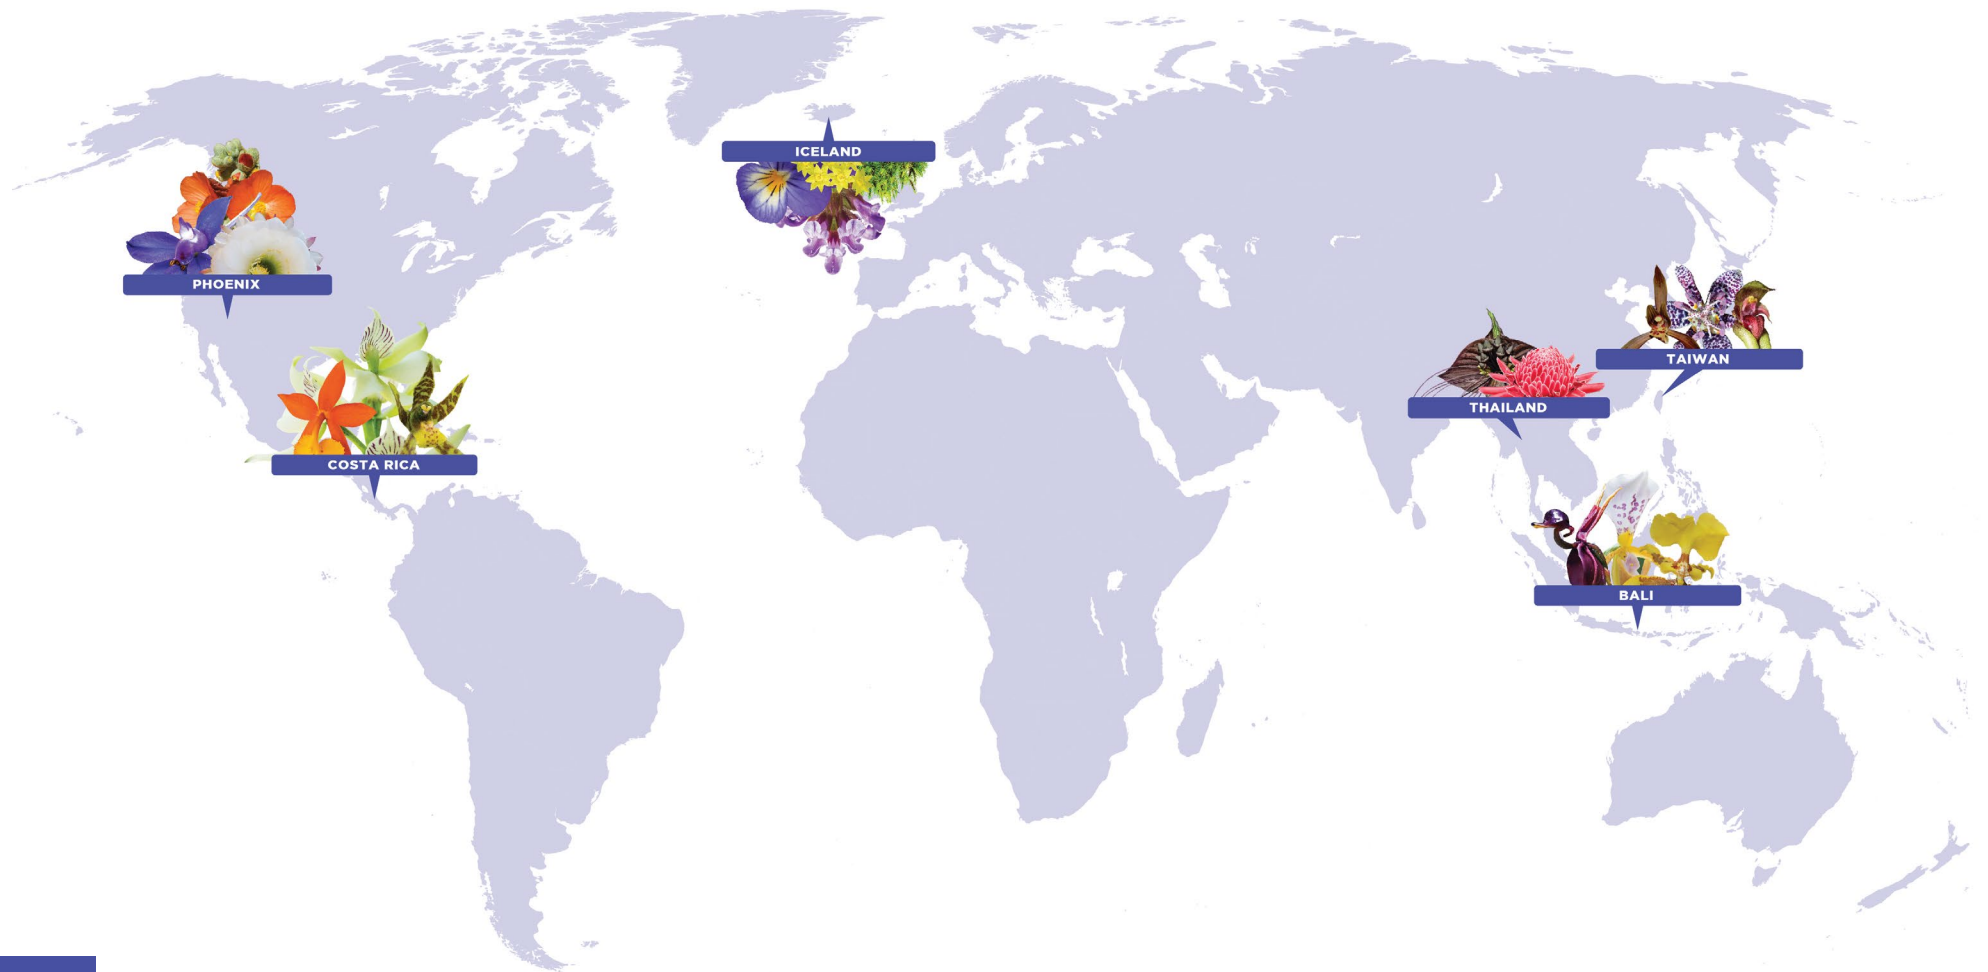 ICELAND
PHOENIX
TAIWAN
THAILAND
COSTA RICA
BALI